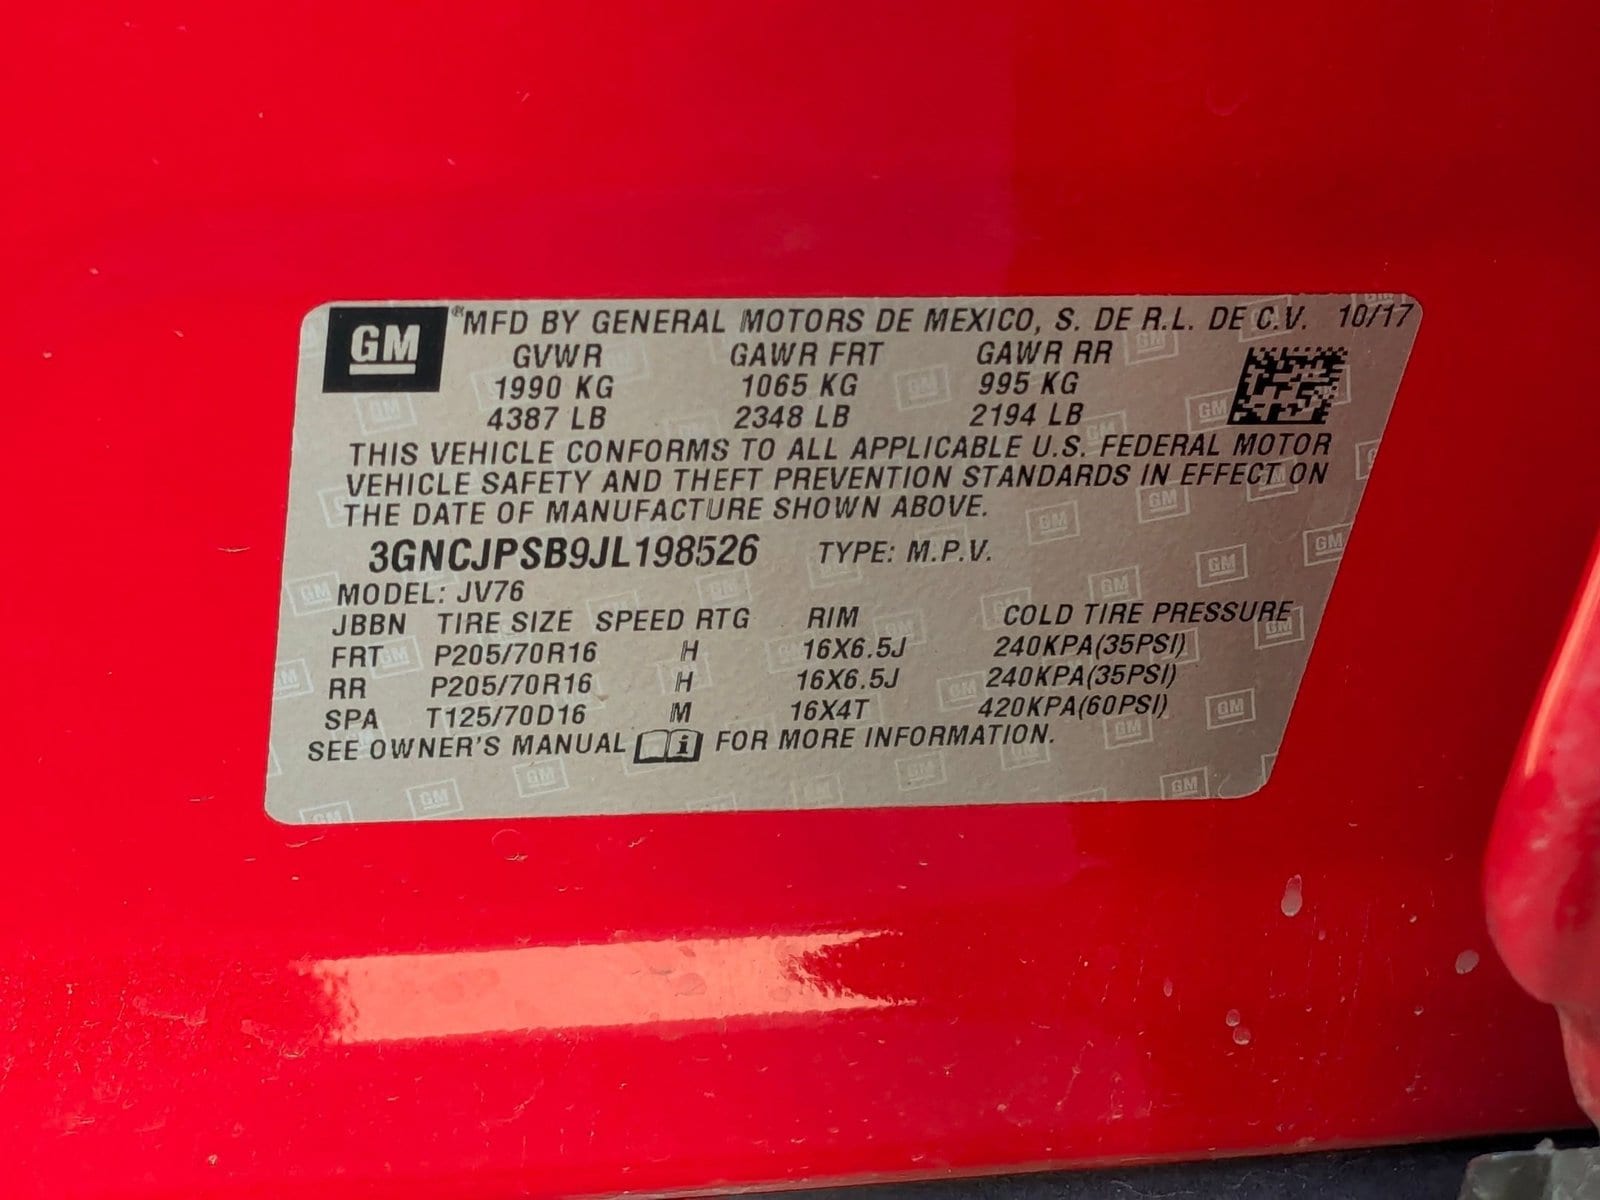 GM ®MFD BY GENERAL MOTORS DE MEXICO, S. DE R.L. DE C.V. 10/17
GVWR GAWR FRT GAWR RR
1990 KG 1065 KG 995 KG
4387 LB 2348 LB 2194 LB
THIS VEHICLE CONFORMS TO ALL APPLICABLE U.S. FEDERAL MOTOR
VEHICLE SAFETY AND THEFT PREVENTION STANDARDS IN EFFECT ON
THE DATE OF MANUFACTURE SHOWN ABOVE.
3GNCJPSB9JL198526 TYPE: M.P.V.
MODEL: JV76
JBBN TIRE SIZE SPEED RTG RIM COLD TIRE PRESSURE
FRT P205/70R16 H 16X6.5J 240KPA(35PSI)
RR P205/70R16 H 16X6.5J 240KPA(35PSI)
SPA T125/70D16 M 16X4T 420KPA(60PSI)
SEE OWNER'S MANUAL i FOR MORE INFORMATION.